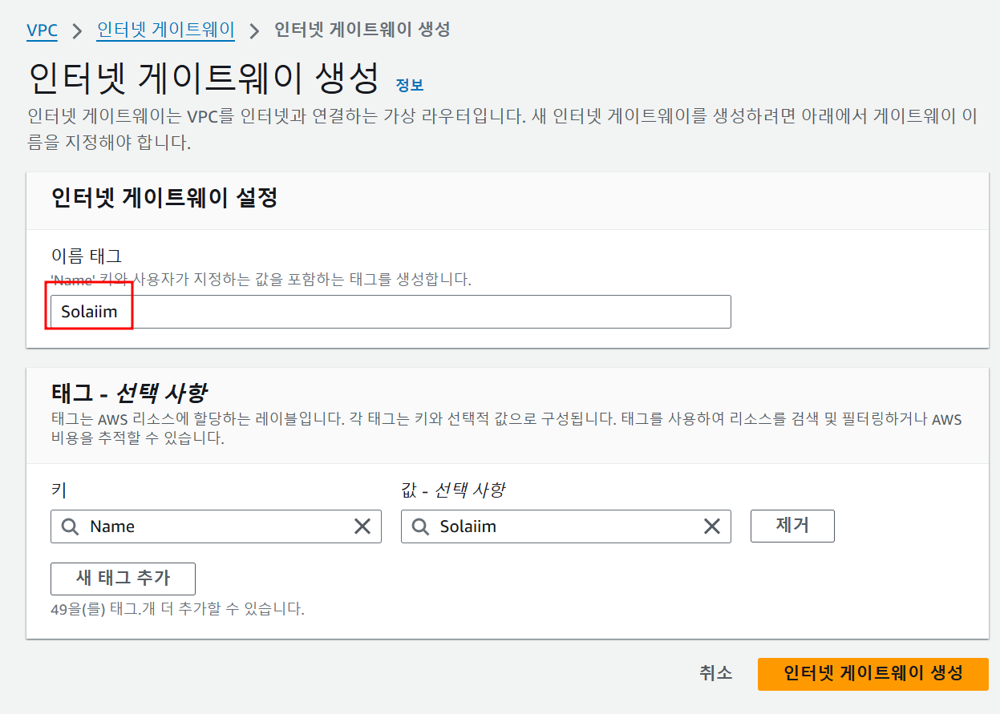 VPC > 인터넷 게이트웨이 > 인터넷 게이트웨이 생성
인터넷 게이트웨이 생성 정보
인터넷 게이트웨이는 VPC를 인터넷과 연결하는 가상 라우터입니다. 새 인터넷 게이트웨이를 생성하려면 아래에서 게이트웨이 이
름을 지정해야 합니다.
인터넷 게이트웨이 설정
이름 태그
'Name' 키와 사용자가 지정하는 값을 포함하는 태그를 생성합니다.
Solaiim
태그 - 선택 사항
태그는 AWS 리소스에 할당하는 레이블입니다. 각 태그는 키와 선택적 값으로 구성됩니다. 태그를 사용하여 리소스를 검색 및 필터링하거나 AWS
비용을 추적할 수 있습니다.
키 값 - 선택 사항
Name Solaiim 제거
새 태그 추가
49을(를) 태그.개 더 추가할 수 있습니다.
취소 인터넷 게이트웨이 생성